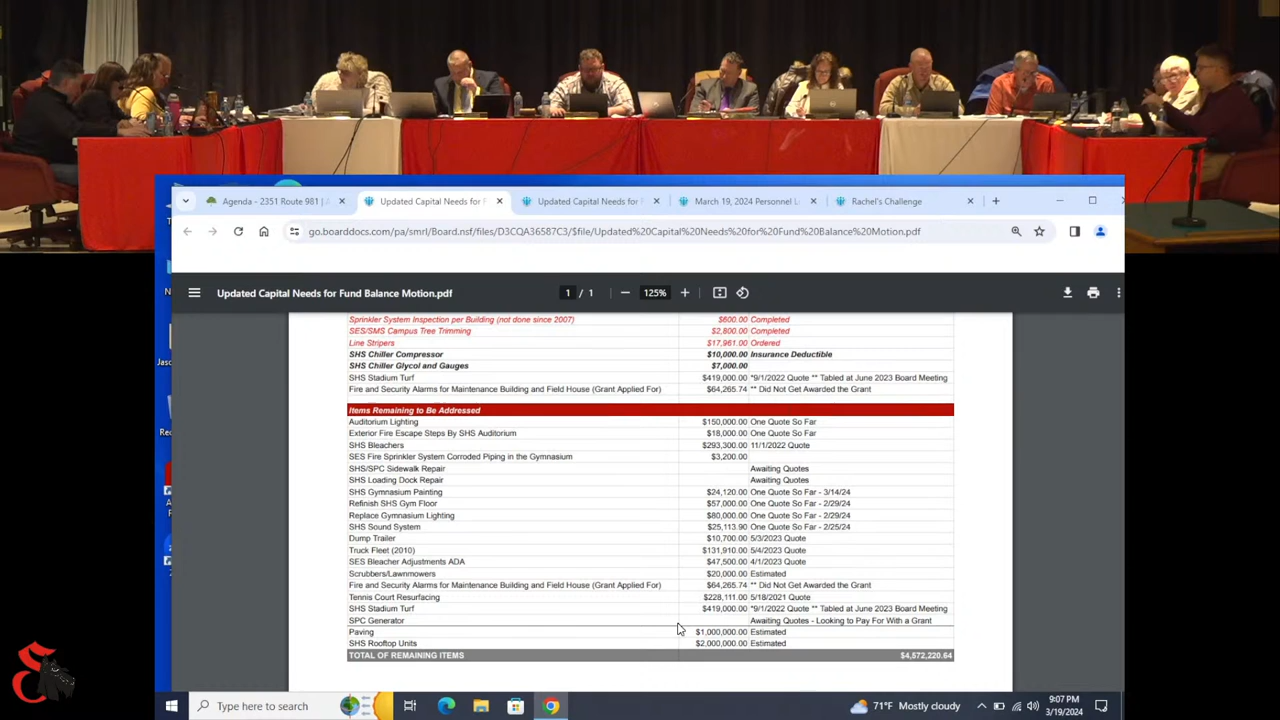 Agenda - 2351 Route 981 | A
Updated Capital Needs for F
Updated Capital Needs for F
March 19, 2024 Personnel L
Rachel's Challenge
go.boarddocs.com/pa/smrl/Board.nsf/files/D3CQA36587C3/$file/Updated%20Capital%20Needs%20for%20Fund%20Balance%20Motion.pdf
Updated Capital Needs for Fund Balance Motion.pdf 1 / 1 125%
Sprinkler System Inspection per Building (not done since 2007) $600.00 Completed
SES/SMS Campus Tree Trimming $2,800.00 Completed
Line Stripers $17,961.00 Ordered
SHS Chiller Compressor $10,000.00 Insurance Deductible
SHS Chiller Glycol and Gauges $7,000.00
SHS Stadium Turf $419,000.00 *9/1/2022 Quote ** Tabled at June 2023 Board Meeting
Fire and Security Alarms for Maintenance Building and Field House (Grant Applied For) $64,265.74 ** Did Not Get Awarded the Grant
Items Remaining to Be Addressed
Auditorium Lighting $150,000.00 One Quote So Far
Exterior Fire Escape Steps By SHS Auditorium $18,000.00 One Quote So Far
SHS Bleachers $293,300.00 11/1/2022 Quote
SES Fire Sprinkler System Corroded Piping in the Gymnasium $3,200.00
SHS/SPC Sidewalk Repair Awaiting Quotes
SHS Loading Dock Repair Awaiting Quotes
SHS Gymnasium Painting $24,120.00 One Quote So Far - 3/14/24
Refinish SHS Gym Floor $57,000.00 One Quote So Far - 2/29/24
Replace Gymnasium Lighting $80,000.00 One Quote So Far - 2/29/24
SHS Sound System $25,113.90 One Quote So Far - 2/25/24
Dump Trailer $10,700.00 5/3/2023 Quote
Truck Fleet (2010) $131,910.00 5/4/2023 Quote
SES Bleacher Adjustments ADA $47,500.00 4/1/2023 Quote
Scrubbers/Lawnmowers $20,000.00 Estimated
Fire and Security Alarms for Maintenance Building and Field House (Grant Applied For) $64,265.74 ** Did Not Get Awarded the Grant
Tennis Court Resurfacing $228,111.00 5/18/2021 Quote
SHS Stadium Turf $419,000.00 *9/1/2022 Quote ** Tabled at June 2023 Board Meeting
SPC Generator Awaiting Quotes - Looking to Pay For With a Grant
Paving $1,000,000.00 Estimated
SHS Rooftop Units $2,000,000.00 Estimated
TOTAL OF REMAINING ITEMS $4,572,220.64
Type here to search
71°F Mostly cloudy
9:07 PM
3/19/2024